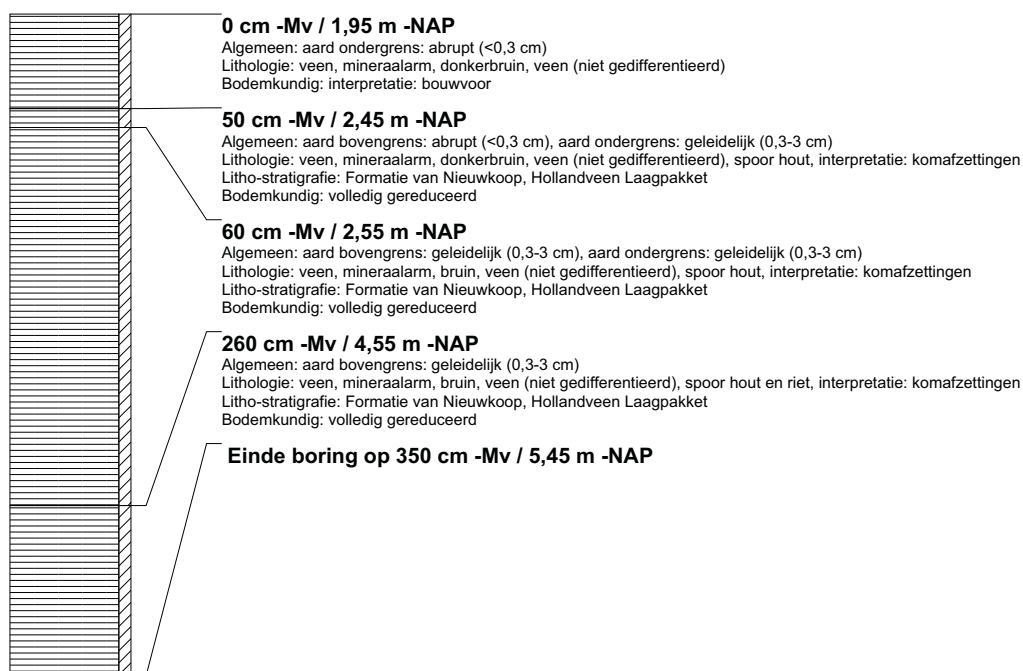 0 cm -Mv / 1,95 m -NAP
Algemeen: aard ondergrens: abrupt (<0,3 cm)
Lithologie: veen, mineraalarm, donkerbruin, veen (niet gedifferentieerd)
Bodemkundig: interpretatie: bouwvoor
50 cm -Mv / 2,45 m -NAP
Algemeen: aard bovengrens: abrupt (<0,3 cm), aard ondergrens: geleidelijk (0,3-3 cm)
Lithologie: veen, mineraalarm, donkerbruin, veen (niet gedifferentieerd), spoor hout, interpretatie: komafzettingen
Litho-stratigrafie: Formatie van Nieuwkoop, Hollandveen Laagpakket
Bodemkundig: volledig gereduceerd
60 cm -Mv / 2,55 m -NAP
Algemeen: aard bovengrens: geleidelijk (0,3-3 cm), aard ondergrens: geleidelijk (0,3-3 cm)
Lithologie: veen, mineraalarm, bruin, veen (niet gedifferentieerd), spoor hout, interpretatie: komafzettingen
Litho-stratigrafie: Formatie van Nieuwkoop, Hollandveen Laagpakket
Bodemkundig: volledig gereduceerd
260 cm -Mv / 4,55 m -NAP
Algemeen: aard bovengrens: geleidelijk (0,3-3 cm)
Lithologie: veen, mineraalarm, bruin, veen (niet gedifferentieerd), spoor hout en riet, interpretatie: komafzettingen
Litho-stratigrafie: Formatie van Nieuwkoop, Hollandveen Laagpakket
Bodemkundig: volledig gereduceerd
Einde boring op 350 cm -Mv / 5,45 m -NAP